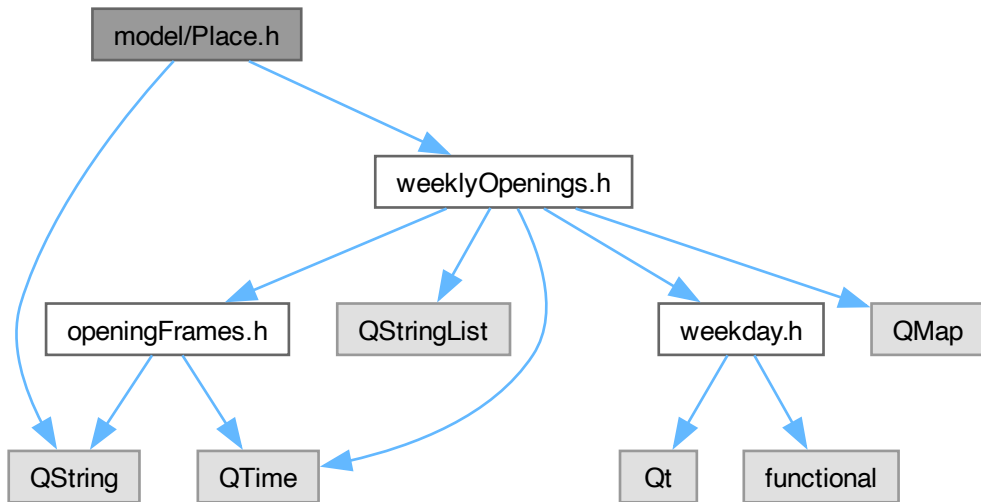 model/Place.h
weeklyOpenings.h
openingFrames.h
QStringList
weekday.h
QMap
QString
QTime
Qt
functional